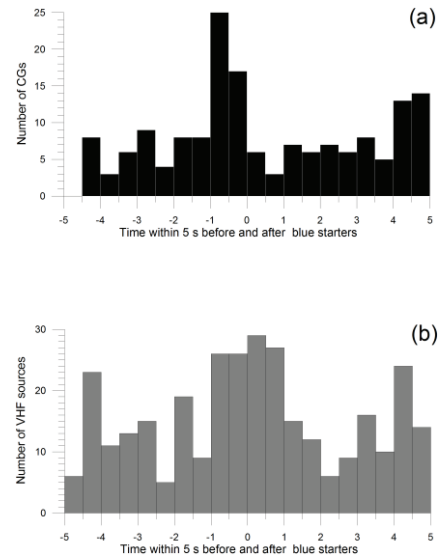 (a)
25
20
15
10
5
0
Number of CGs
-5 -4 -3 -2 -1 0 1 2 3 4 5
Time within 5 s before and after blue starters
(b)
30
20
10
0
Number of VHF sources
-5 -4 -3 -2 -1 0 1 2 3 4 5
Time within 5 s before and after blue starters